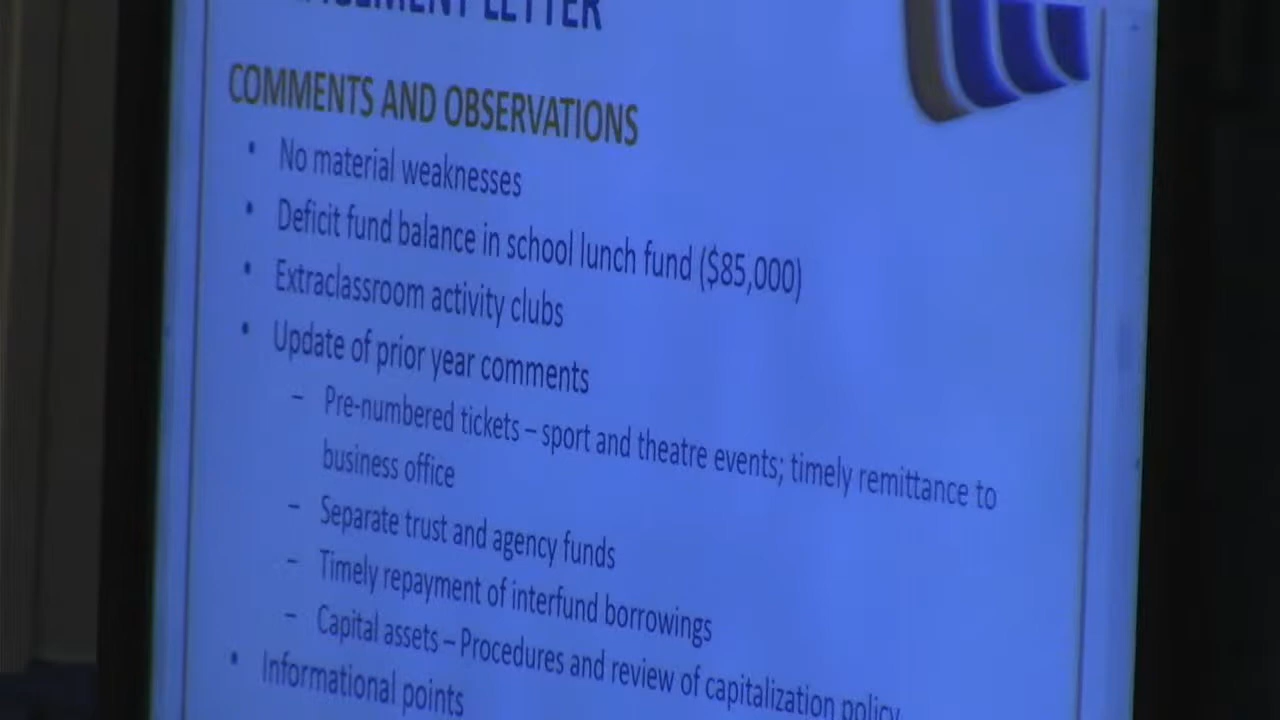 LETTER
COMMENTS AND OBSERVATIONS
• No material weaknesses
• Deficit fund balance in school lunch fund ($85,000)
• Extraclassroom activity clubs
• Update of prior year comments
– Pre-numbered tickets – sport and theatre events; timely remittance to
business office
– Separate trust and agency funds
– Timely repayment of interfund borrowings
– Capital assets – Procedures and review of capitalization policy
• Informational points